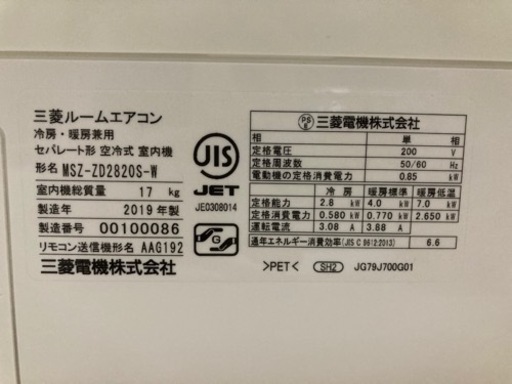 三菱ルームエアコン
冷房・暖房兼用
セパレート形 空冷式 室内機
形名 MSZ-ZD2820S-W
室内機総質量 17 kg
製造年 2019 年製
製造番号 00100086
リモコン送信機形名 AAG192
三菱電機株式会社
JIS
JET
JE0308014
G
PS E 三菱電機株式会社
相 単 相
定格電圧 200 V
定格周波数 50/60 Hz
電動機の定格消費電力 0.85 kW
冷 房 暖房標準 暖房低温
定格能力 2.8 kW 4.0 kW 7.0 kW
定格消費電力 0.580 kW 0.770 kW 2.650 kW
運転電流 3.08 A 3.88 A
通年エネルギー消費効率(JIS C 9612:2013) 6.6
>PET< SH2 JG79J700G01